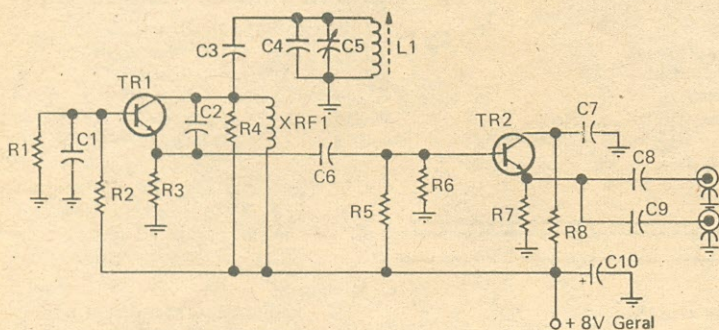 C3
C4
C5
L1
TR1
C2
XRF1
R4
R1
C1
R2
R3
C6
TR2
C7
C8
R6
R5
R7
R8
C9
C10
+
+ 8V Geral